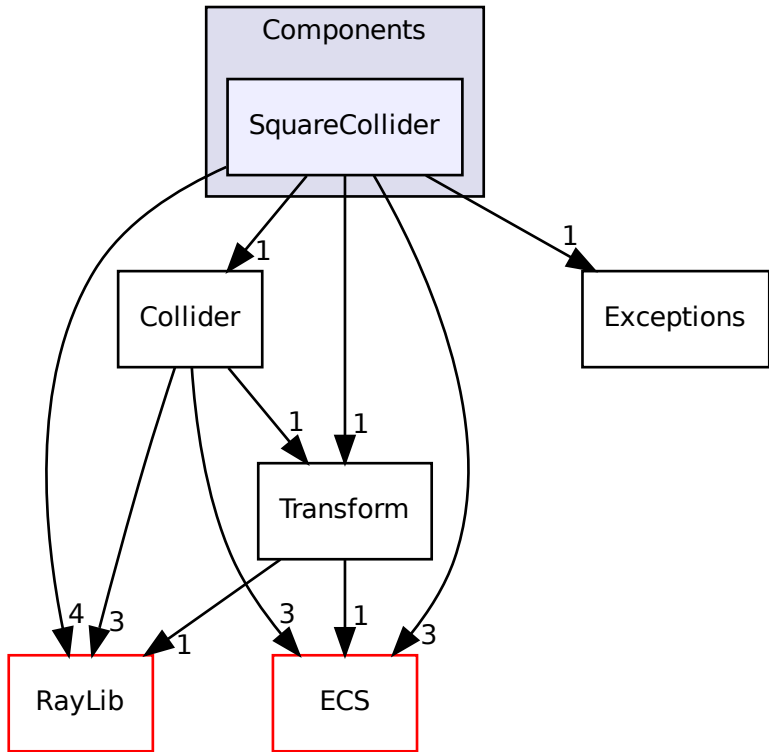 Components
SquareCollider
1
1
Collider
Exceptions
1
1
Transform
4
3
1
3
1
3
RayLib
ECS